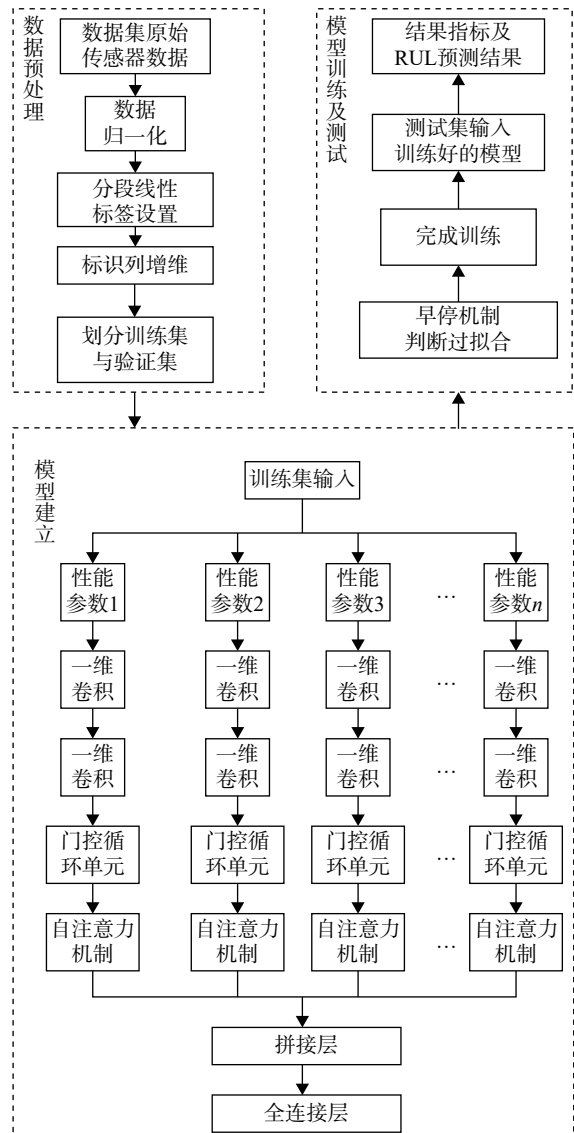 数据预处理
数据集原始
传感器数据
数据
归一化
分段线性
标签设置
标识列增维
划分训练集
与验证集
模型训练及测试
结果指标及
RUL预测结果
测试集输入
训练好的模型
完成训练
早停机制
判断过拟合
模型建立
训练集输入
性能 性能 性能 性能
参数1 参数2 参数3 … 参数n
一维 一维 一维 一维
卷积 卷积 卷积 … 卷积
一维 一维 一维 一维
卷积 卷积 卷积 … 卷积
门控循 门控循 门控循 门控循
环单元 环单元 环单元 … 环单元
自注意力 自注意力 自注意力 自注意力
机制 机制 机制 … 机制
拼接层
全连接层